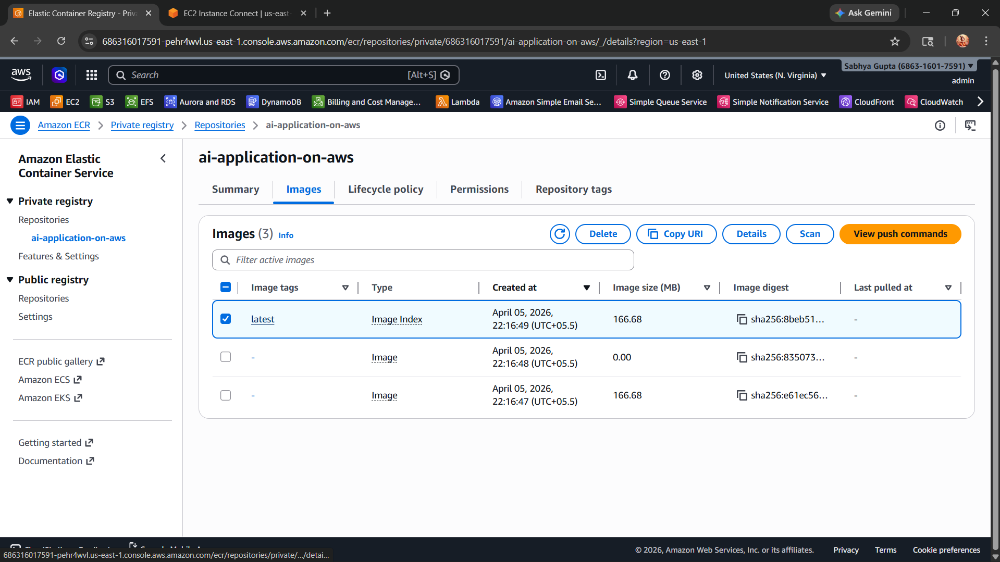 Elastic Container Registry - Priva
EC2 Instance Connect | us-east-
Ask Gemini
686316017591-pehr4wvl.us-east-1.console.aws.amazon.com/ecr/repositories/private/686316017591/ai-application-on-aws/_/details?region=us-east-1
aws
Search
[Alt+S]
United States (N. Virginia)
Sabhya Gupta (6863-1601-7591)
admin
IAM
EC2
S3
EFS
Aurora and RDS
DynamoDB
Billing and Cost Manage...
Lambda
Amazon Simple Email Se...
Simple Queue Service
Simple Notification Service
CloudFront
CloudWatch
Amazon ECR
Private registry
Repositories
ai-application-on-aws
Amazon Elastic
Container Service
Private registry
Repositories
ai-application-on-aws
Features & Settings
Public registry
Repositories
Settings
ECR public gallery
Amazon ECS
Amazon EKS
Getting started
Documentation
ai-application-on-aws
Summary
Images
Lifecycle policy
Permissions
Repository tags
Images (3) Info
Delete
Copy URI
Details
Scan
View push commands
Filter active images
Image tags
Type
Created at
Image size (MB)
Image digest
Last pulled at
latest
Image Index
April 05, 2026,
22:16:49 (UTC+05.5)
166.68
sha256:8beb51...
-
-
Image
April 05, 2026,
22:16:48 (UTC+05.5)
0.00
sha256:835073...
-
-
Image
April 05, 2026,
22:16:47 (UTC+05.5)
166.68
sha256:e61ec56...
-
686316017591-pehr4wvl.us-east-1.console.aws.amazon.com/ecr/repositories/private/.../detai...
© 2026, Amazon Web Services, Inc. or its affiliates.
Privacy
Terms
Cookie preferences